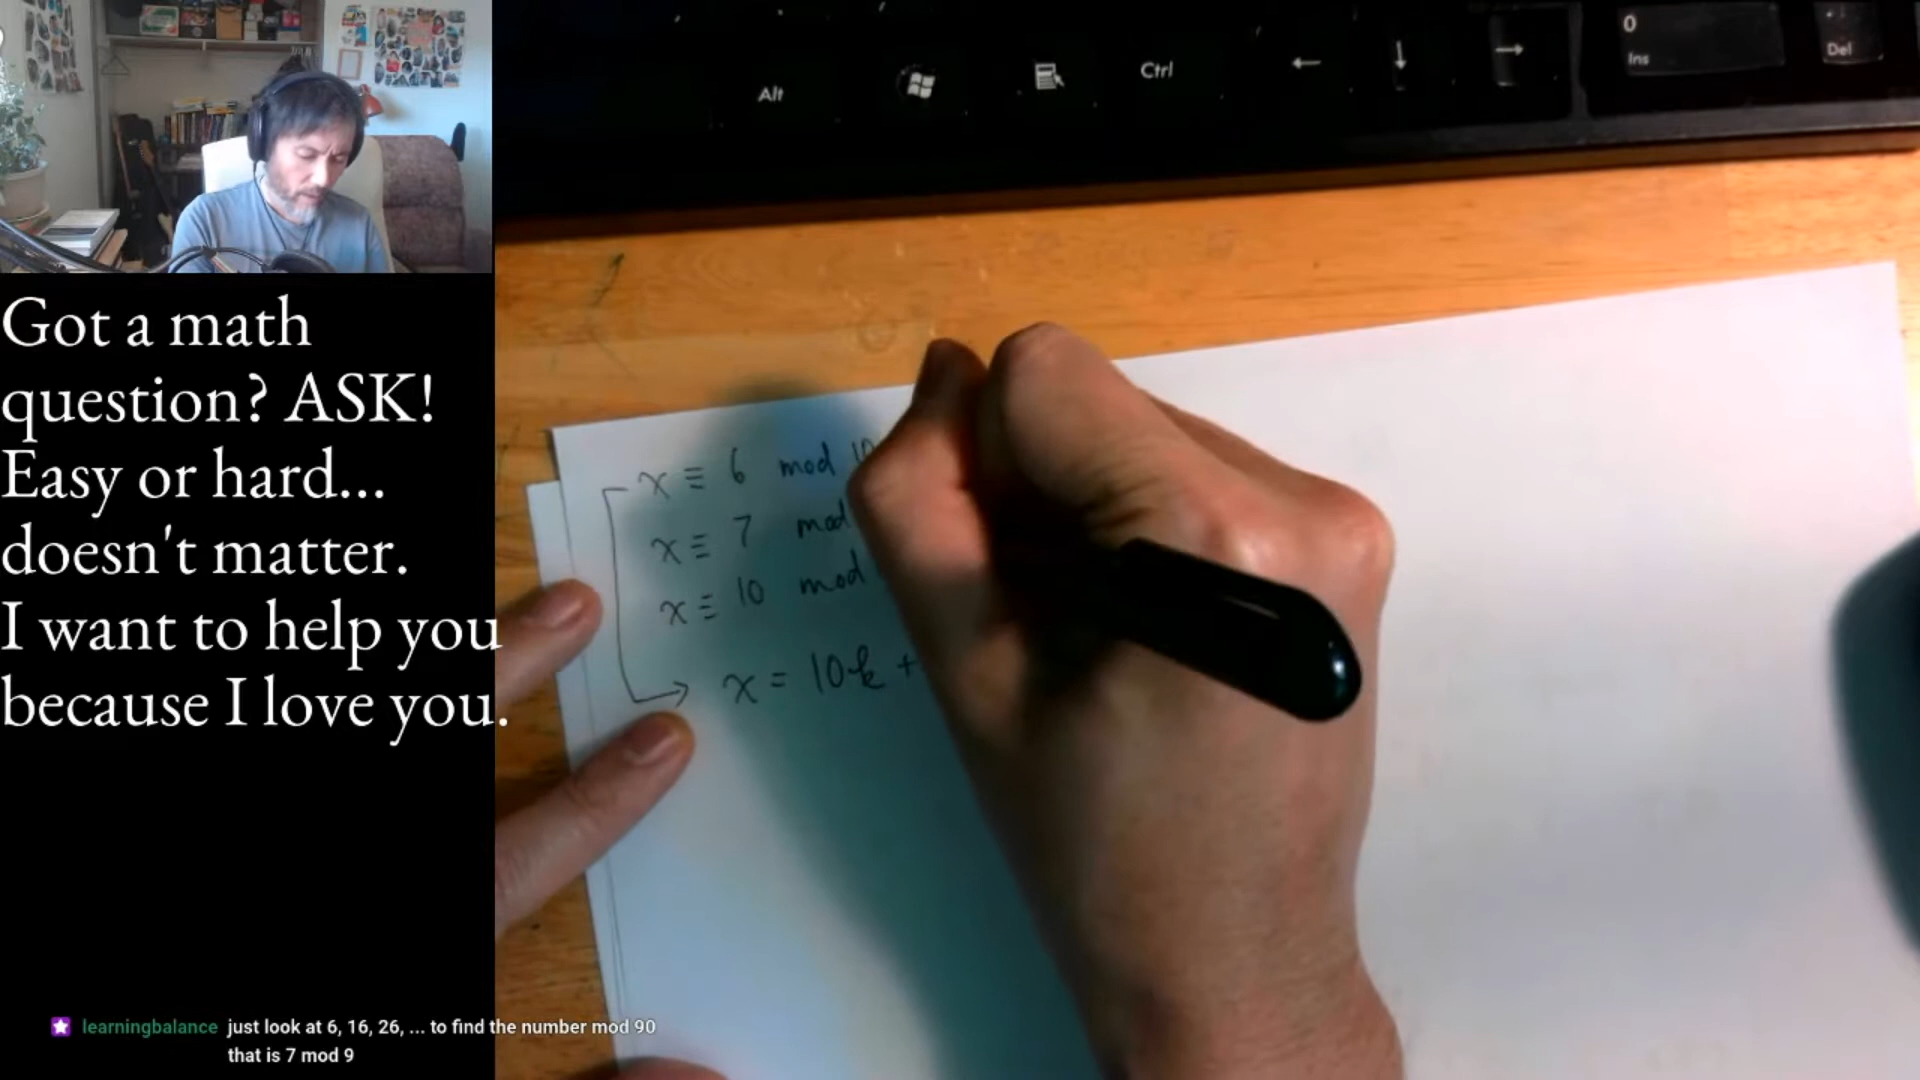 Alt
Ctrl
←
↓
→
0
Ins
Del
Got a math
question? ASK!
Easy or hard...
doesn't matter.
I want to help you
because I love you.
x ≡ 6 mod 10
x ≡ 7 mod
x ≡ 10 mod
x = 10k +
learningbalance just look at 6, 16, 26, ... to find the number mod 90
that is 7 mod 9